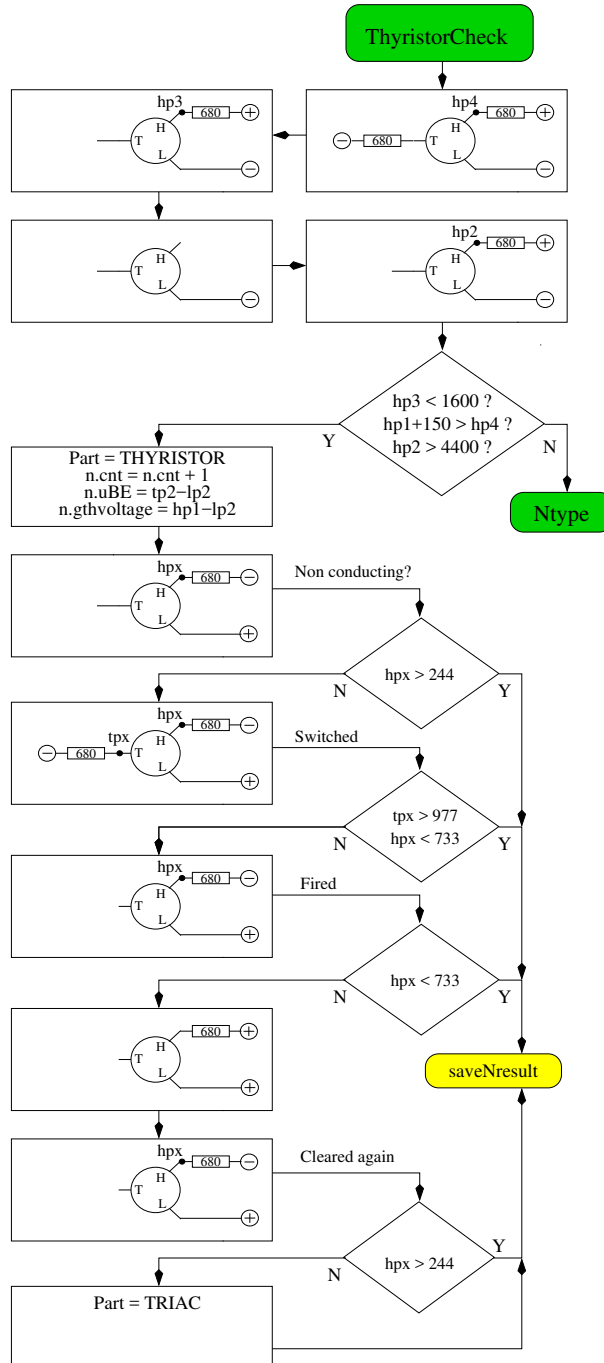 ThyristorCheck
hp3
680
+
H
T
L
−
hp4
680
+
H
−
680
T
L
−
H
T
L
−
hp2
680
+
H
T
L
−
hp3 < 1600 ?
hp1+150 > hp4 ?
hp2 > 4400 ?
Y
N
Part = THYRISTOR
n.cnt = n.cnt + 1
n.uBE = tp2−lp2
n.gthvoltage = hp1−lp2
Ntype
hpx
680
−
H
T
L
+
Non conducting?
hpx > 244
N
Y
hpx
680
−
tpx
H
−
680
T
L
+
Switched
tpx > 977
hpx < 733
N
Y
hpx
680
−
H
T
L
+
Fired
hpx < 733
N
Y
680
+
H
T
L
+
saveNresult
hpx
680
−
H
T
L
+
Cleared again
hpx > 244
N
Y
Part = TRIAC